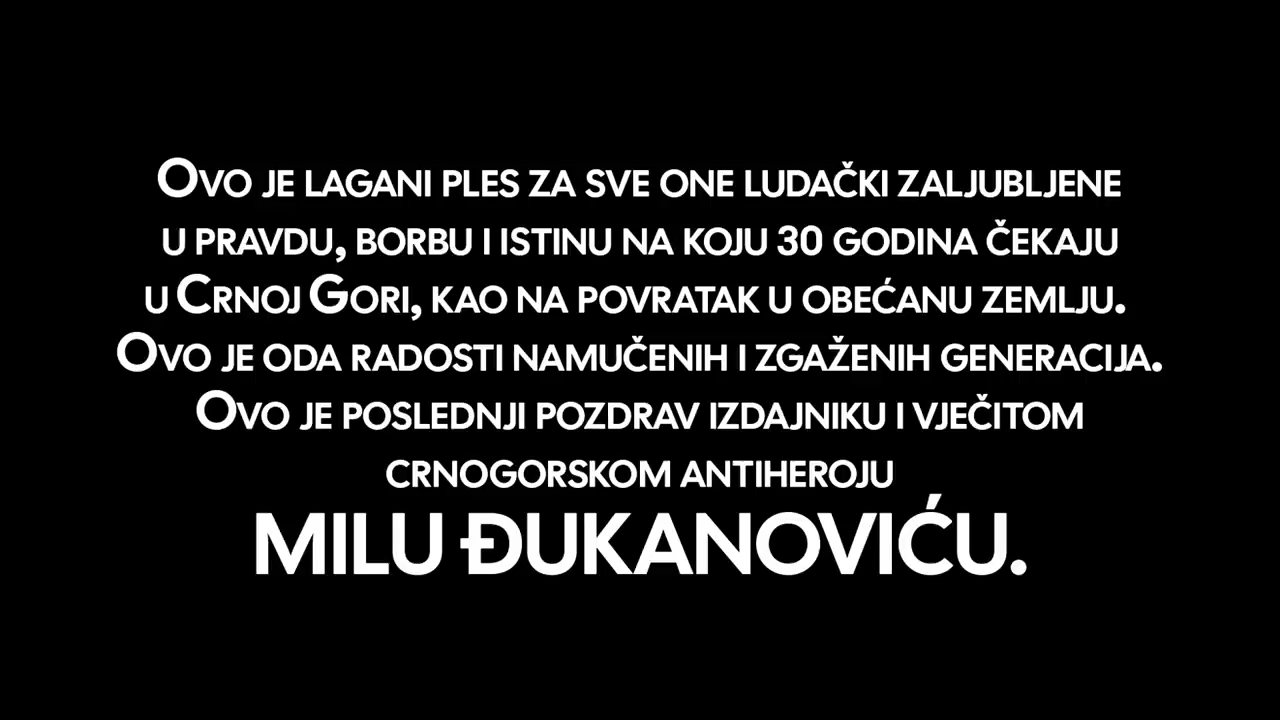 Ovo je lagani ples za sve one ludački zaljubljene
u pravdu, borbu i istinu na koju 30 godina čekaju
u Crnoj Gori, kao na povratak u obećanu zemlju.
Ovo je oda radosti namučenih i zgaženih generacija.
Ovo je poslednji pozdrav izdajniku i vječitom
crnogorskom antiheroju
MILU ĐUKANOVIĆU.